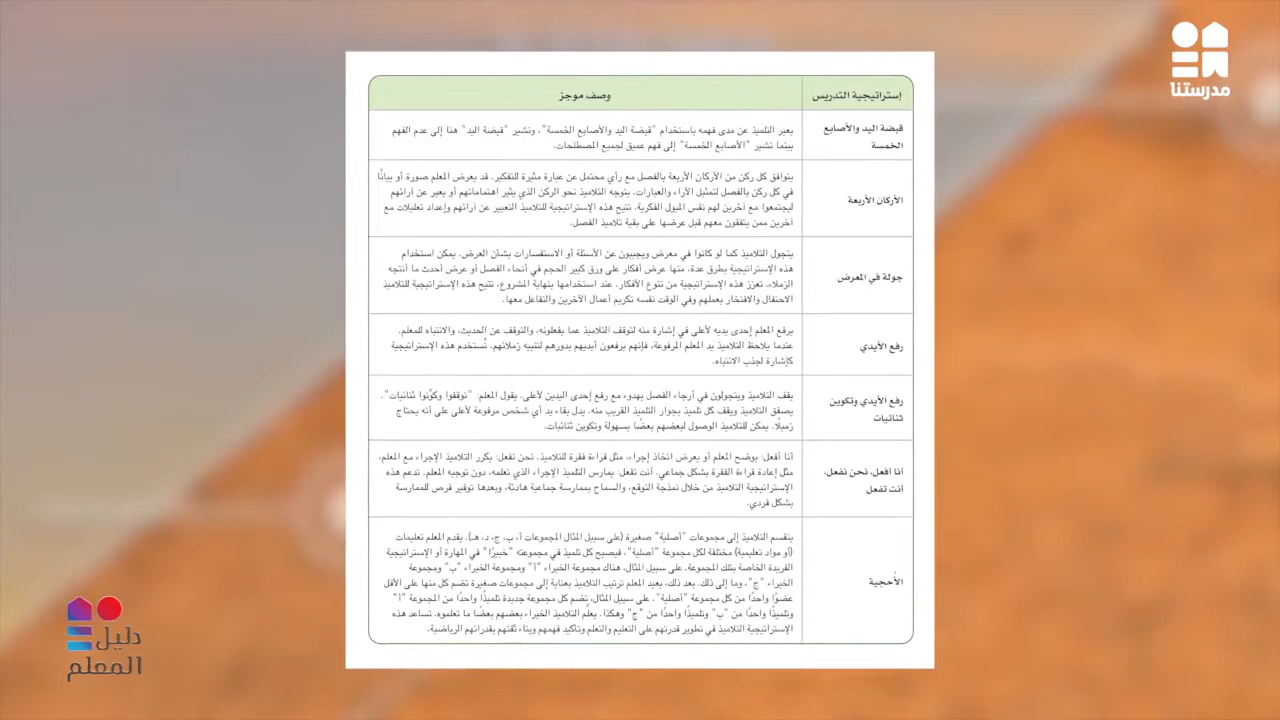 مدرستنا
إستراتيجية التدريس
وصف موجز
قبضة اليد والأصابع
الخمسة
يعبر التلميذ عن مدى فهمه باستخدام "قبضة اليد والأصابع الخمسة"، وتشير "قبضة اليد" هنا إلى عدم الفهم
بينما تشير "الأصابع الخمسة" إلى فهم عميق لجميع المصطلحات.
الأركان الأربعة
يتوافق كل ركن من الأركان الأربعة بالفصل مع رأي محتمل عن عبارة مثيرة للتفكير. قد يعرض المعلم صورة أو بيانًا
في كل ركن بالفصل لتمثيل الآراء والعبارات. يتوجه التلاميذ نحو الركن الذي يثير اهتماماتهم أو يعبر عن آرائهم
ليجتمعوا مع آخرين لهم نفس الميول الفكرية. تتيح هذه الإستراتيجية للتلاميذ التعبير عن آرائهم وإعداد تعليلات مع
آخرين ممن يتفقون معهم قبل عرضها على بقية تلاميذ الفصل.
جولة في المعرض
يتجول التلاميذ كما لو كانوا في معرض ويجيبون عن الأسئلة أو الاستفسارات بشأن العرض. يمكن استخدام
هذه الإستراتيجية بطرق عدة، منها عرض أفكار على ورق كبير الحجم في أنحاء الفصل أو عرض أحدث ما أنتجه
الزملاء. تعزز هذه الإستراتيجية من تنوع الأفكار. عند استخدامها بنهاية المشروع، تتيح هذه الإستراتيجية للتلاميذ
الاحتفال والافتخار بعملهم وفي الوقت نفسه تكريم أعمال الآخرين والتفاعل معها.
رفع الأيدي
يرفع المعلم إحدى يديه لأعلى في إشارة منه لتوقف التلاميذ عما يفعلونه، والتوقف عن الحديث، والانتباه للمعلم.
عندما يلاحظ التلاميذ يد المعلم المرفوعة، فإنهم يرفعون أيديهم بدورهم لتنبيه زملائهم. تُستخدم هذه الإستراتيجية
كإشارة لجذب الانتباه.
رفع الأيدي وتكوين
ثنائيات
يقف التلاميذ ويتجولون في أرجاء الفصل بهدوء مع رفع إحدى اليدين لأعلى. يقول المعلم: "توقفوا وكوِّنوا ثنائيات".
يصفق التلاميذ ويقف كل تلميذ بجوار التلميذ القريب منه. يدل بقاء يد أي شخص مرفوعة لأعلى على أنه يحتاج
زميلًا. يمكن للتلاميذ الوصول لبعضهم بعضًا بسهولة وتكوين ثنائيات.
أنا أفعل، نحن نفعل،
أنت تفعل
أنا أفعل: يوضح المعلم أو يعرض اتخاذ إجراء، مثل قراءة فقرة للتلاميذ. نحن نفعل: يكرر التلاميذ الإجراء مع المعلم،
مثل إعادة قراءة الفقرة بشكل جماعي. أنت تفعل: يمارس التلميذ الإجراء الذي تعلمه، دون توجيه المعلم. تدعم هذه
الإستراتيجية التلاميذ من خلال نمذجة التوقع، والسماح بممارسة جماعية هادئة، وبعدها توفير فرص للممارسة
بشكل فردي.
الأحجية
ينقسم التلاميذ إلى مجموعات "أصلية" صغيرة (على سبيل المثال المجموعات أ، ب، ج، د، هـ). يقدم المعلم تعليمات
(أو مواد تعليمية) مختلفة لكل مجموعة "أصلية"، فيصبح كل تلميذ في مجموعته "خبيرًا" في المهارة أو الإستراتيجية
الفريدة الخاصة بتلك المجموعة. على سبيل المثال، هناك مجموعة الخبراء "أ" ومجموعة الخبراء "ب" ومجموعة
الخبراء "ج"، وما إلى ذلك. بعد ذلك، يعيد المعلم ترتيب التلاميذ بعناية إلى مجموعات صغيرة تضم كل منها على الأقل
عضوًا واحدًا من كل مجموعة "أصلية". على سبيل المثال، تضم كل مجموعة جديدة تلميذًا واحدًا من المجموعة "أ"
وتلميذًا واحدًا من "ب" وتلميذًا واحدًا من "ج" وهكذا. يعلِّم التلاميذ الخبراء بعضهم بعضًا ما تعلموه. تساعد هذه
الإستراتيجية التلاميذ في تطوير قدرتهم على التعليم والتعلم وتأكيد فهمهم وبناء ثقتهم بقدراتهم الرياضية.
دليل
المعلم